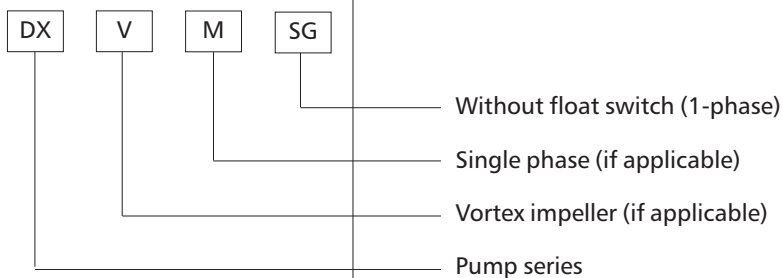 DX V M SG
Without float switch (1-phase)
Single phase (if applicable)
Vortex impeller (if applicable)
Pump series